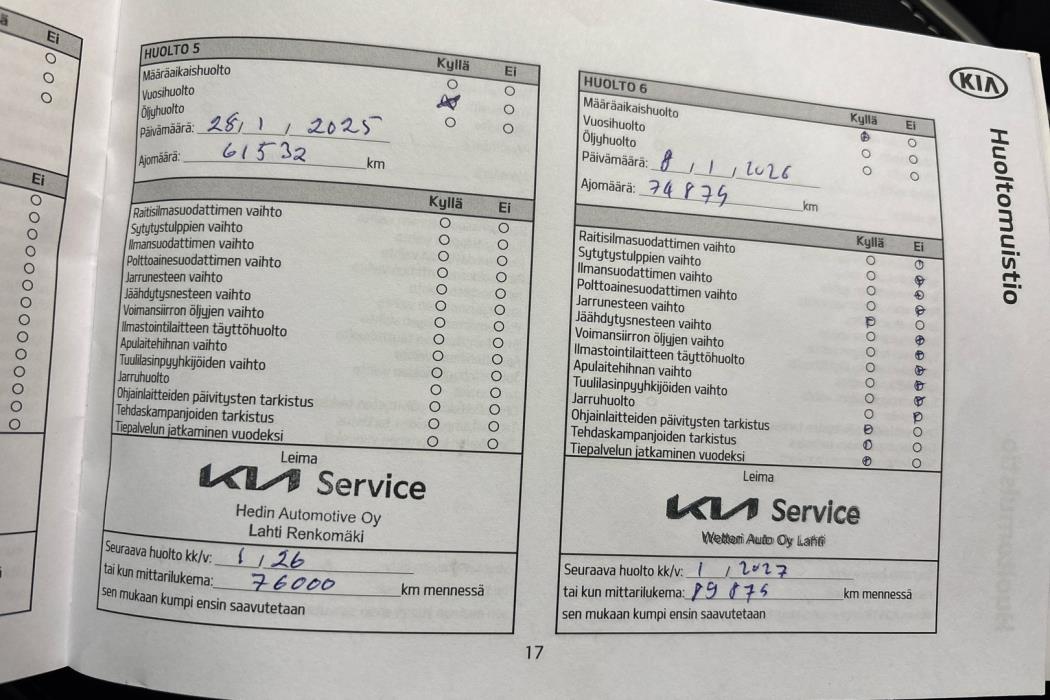 Ei
Ei
HUOLTO 5
Kyllä Ei
Määräaikaishuolto
Vuosihuolto
Öljyhuolto
Päivämäärä: 28, 1, 2025
Ajomäärä: 61532 km
Kyllä Ei
Raitisilmasuodattimen vaihto
Sytytystulppien vaihto
Ilmansuodattimen vaihto
Polttoainesuodattimen vaihto
Jarrunesteen vaihto
Jäähdytysnesteen vaihto
Voimansiirron öljyjen vaihto
Ilmastointilaitteen täyttöhuolto
Apulaitehihnan vaihto
Tuulilasinpyyhkijöiden vaihto
Jarruhuolto
Ohjainlaitteiden päivitysten tarkistus
Tehdaskampanjoiden tarkistus
Tiepalvelun jatkaminen vuodeksi
Leima
KIA Service
Hedin Automotive Oy
Lahti Renkomäki
Seuraava huolto kk/v: 1, 26
tai kun mittarilukema: 76000 km mennessä
sen mukaan kumpi ensin saavutetaan
HUOLTO 6
Kyllä Ei
Määräaikaishuolto
Vuosihuolto
Öljyhuolto
Päivämäärä: 8, 1, 2026
Ajomäärä: 74875 km
Kyllä Ei
Raitisilmasuodattimen vaihto
Sytytystulppien vaihto
Ilmansuodattimen vaihto
Polttoainesuodattimen vaihto
Jarrunesteen vaihto
Jäähdytysnesteen vaihto
Voimansiirron öljyjen vaihto
Ilmastointilaitteen täyttöhuolto
Apulaitehihnan vaihto
Tuulilasinpyyhkijöiden vaihto
Jarruhuolto
Ohjainlaitteiden päivitysten tarkistus
Tehdaskampanjoiden tarkistus
Tiepalvelun jatkaminen vuodeksi
Leima
KIA Service
Wetteri Auto Oy Lahti
Seuraava huolto kk/v: 1, 2027
tai kun mittarilukema: 89875 km mennessä
sen mukaan kumpi ensin saavutetaan
KIA
Huoltomuistio
17